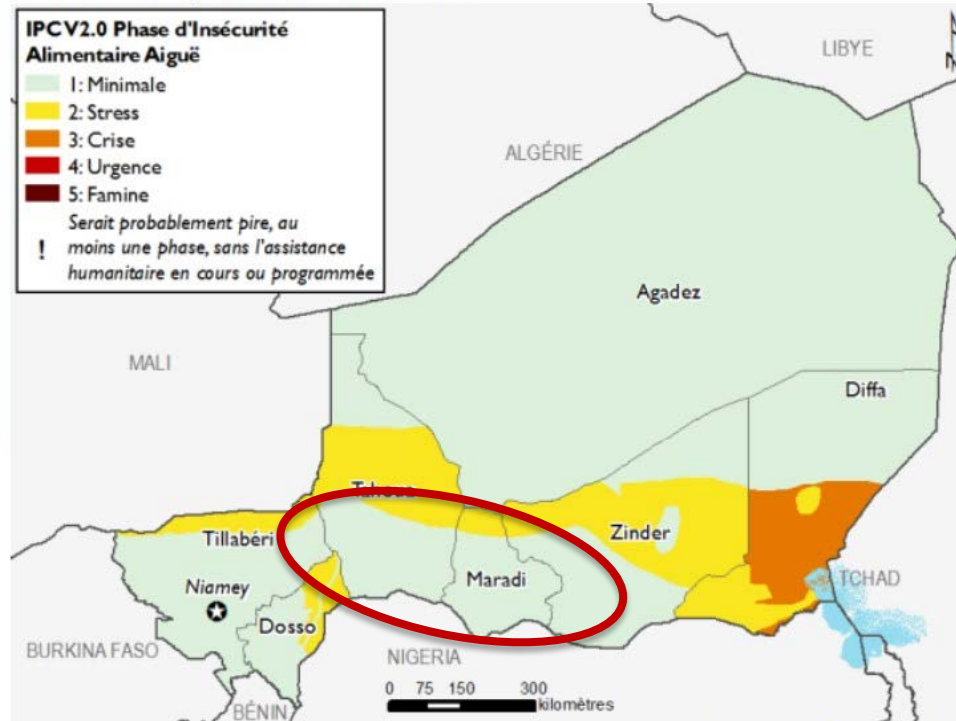 IPCV2.0 Phase d'Insécurité
Alimentaire Aiguë
1: Minimale
2: Stress
3: Crise
4: Urgence
5: Famine
! Serait probablement pire, au
moins une phase, sans l'assistance
humanitaire en cours ou programmée
LIBYE
N
ALGÉRIE
Agadez
MALI
Diffa
Tahoua
Tillabéri
Zinder
Maradi
TCHAD
Niamey
Dosso
BURKINA FASO
NIGERIA
BÉNIN
0 75 150 300
kilomètres